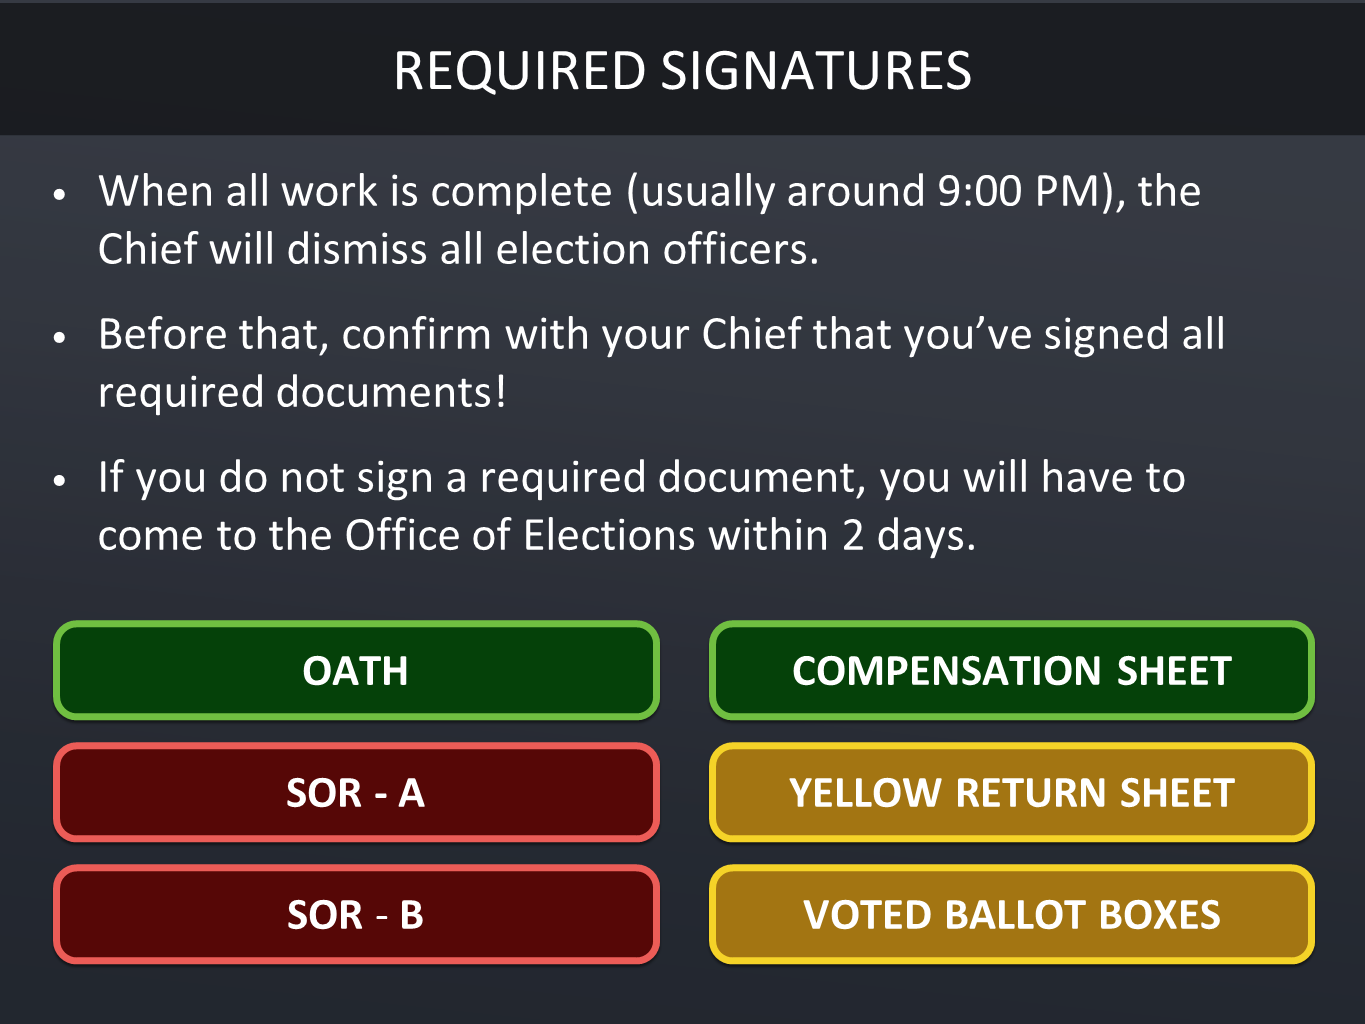 REQUIRED SIGNATURES
• When all work is complete (usually around 9:00 PM), the
Chief will dismiss all election officers.
• Before that, confirm with your Chief that you’ve signed all
required documents!
• If you do not sign a required document, you will have to
come to the Office of Elections within 2 days.
OATH
COMPENSATION SHEET
SOR - A
YELLOW RETURN SHEET
SOR - B
VOTED BALLOT BOXES